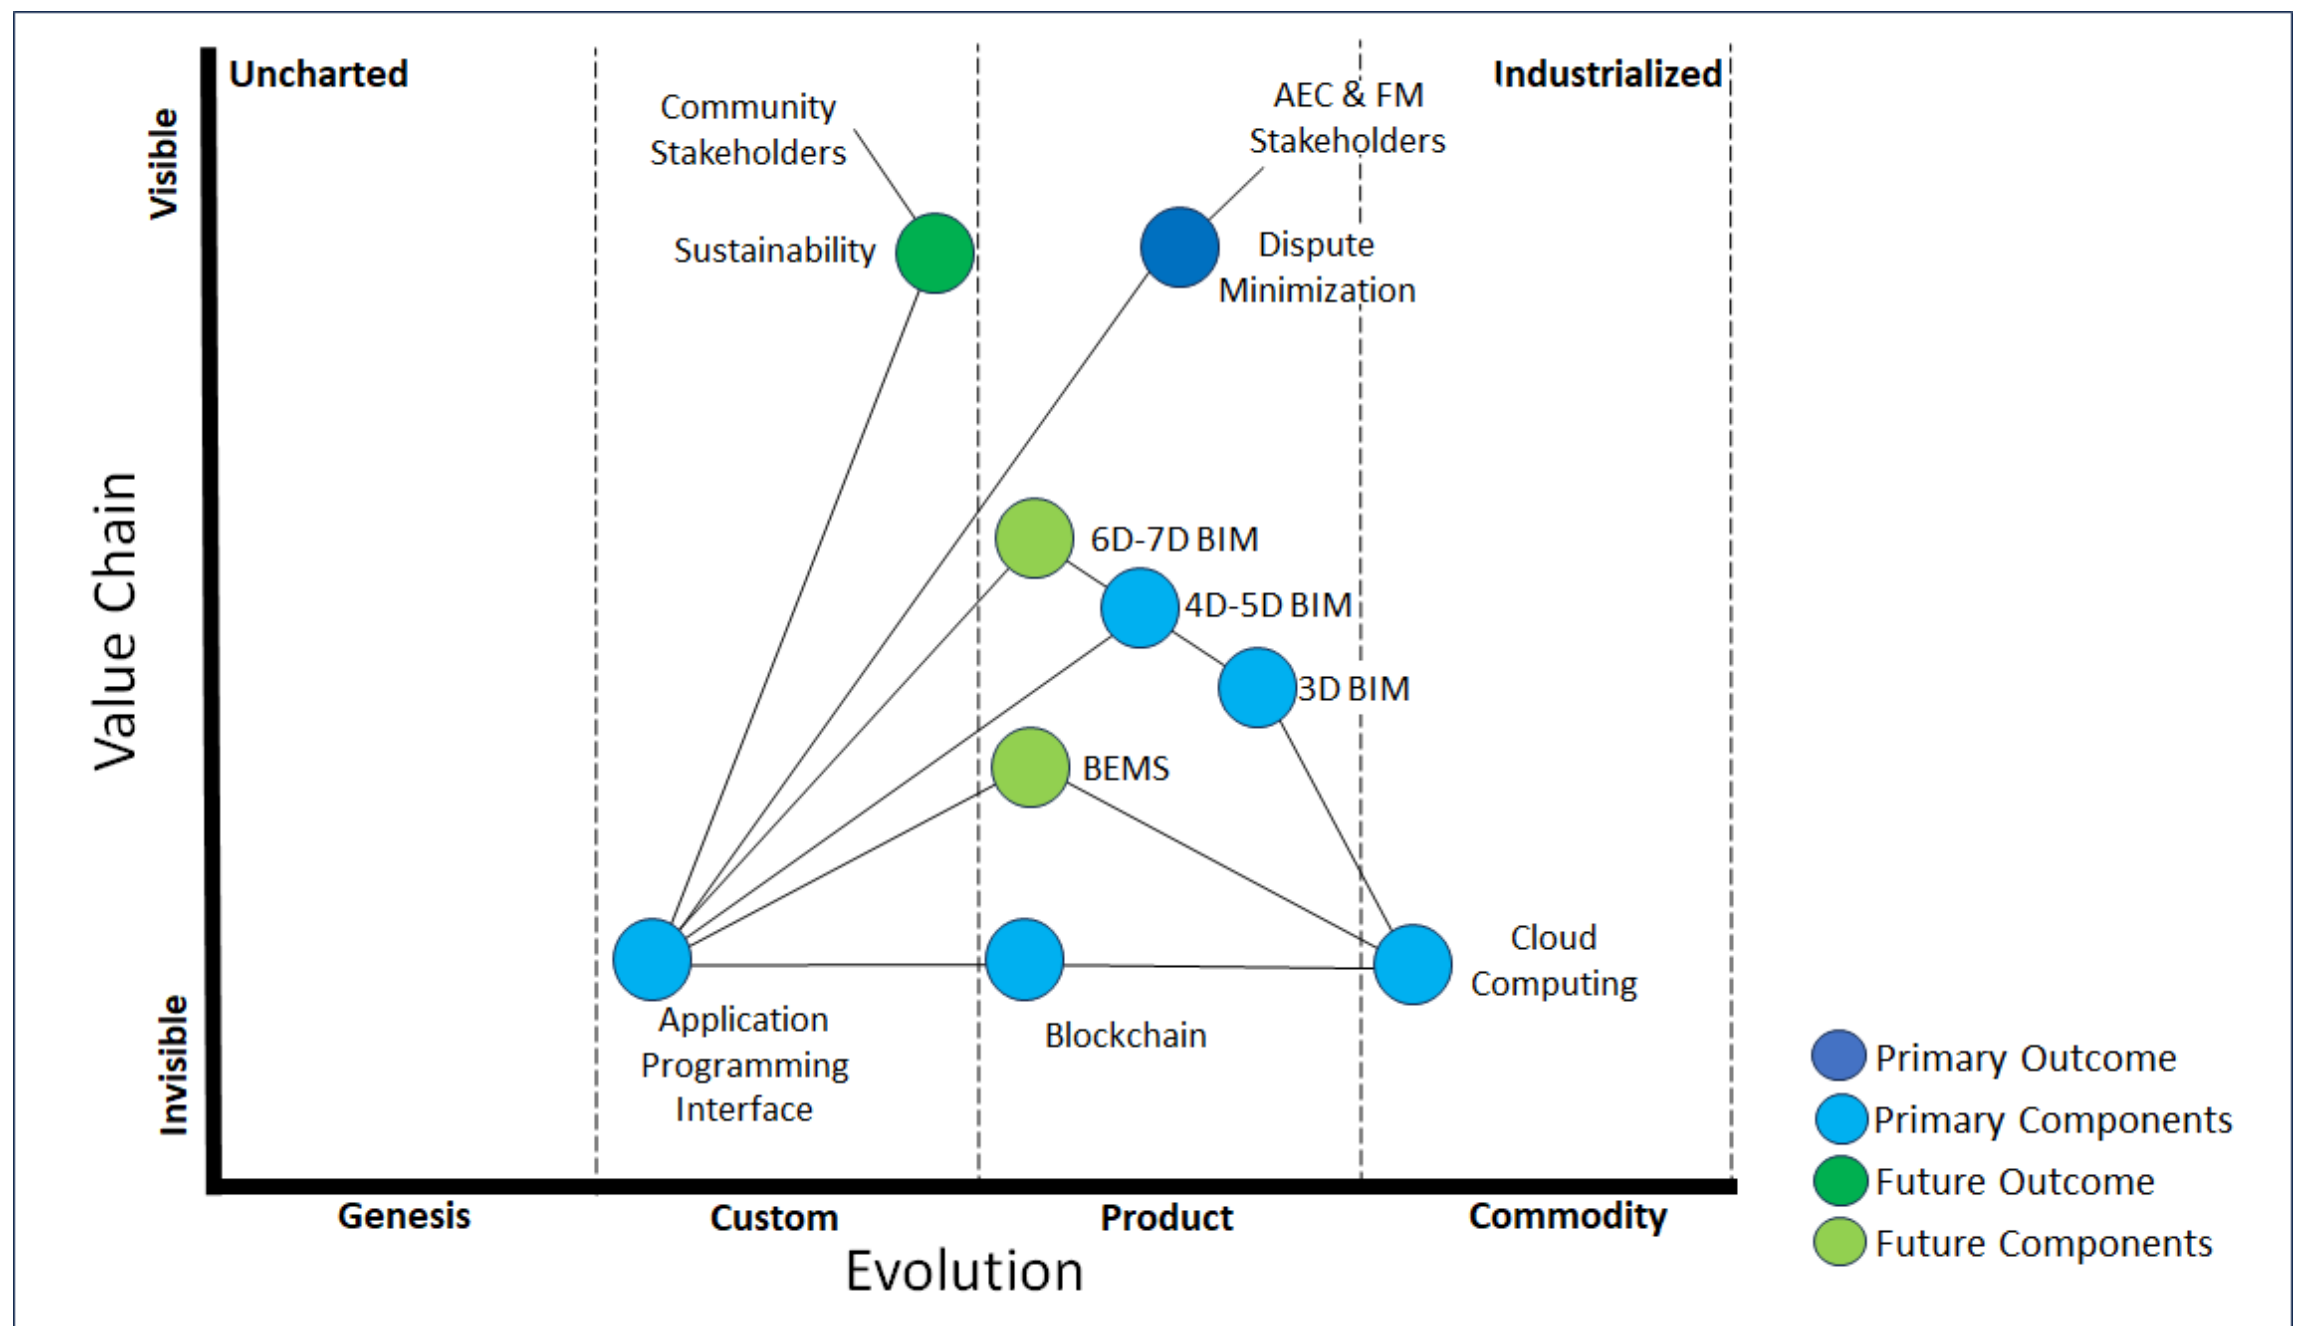 Uncharted
Industrialized
Visible
Community
Stakeholders
AEC & FM
Stakeholders
Sustainability
Dispute
Minimization
Value Chain
6D-7D BIM
4D-5D BIM
3D BIM
BEMS
Cloud
Computing
Invisible
Application
Programming
Interface
Blockchain
Primary Outcome
Primary Components
Future Outcome
Future Components
Genesis
Custom
Product
Commodity
Evolution